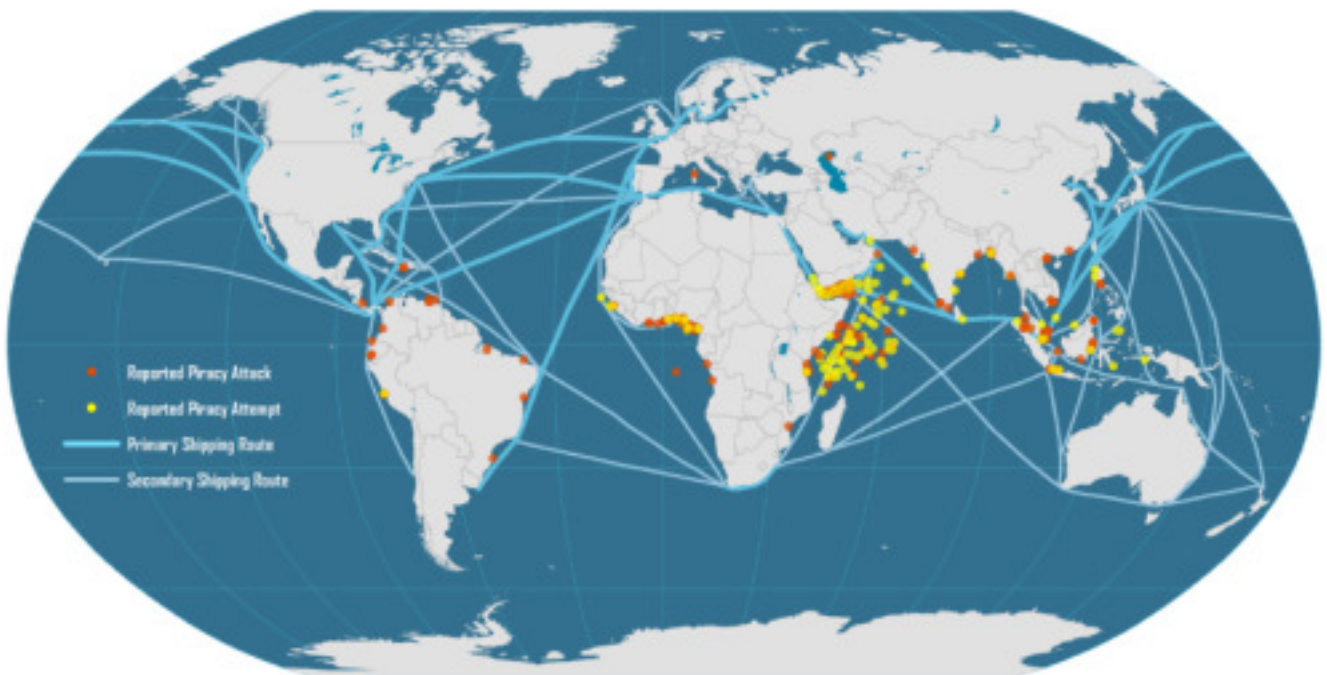 Reported Piracy Attack
Reported Piracy Attempt
Primary Shipping Route
Secondary Shipping Route